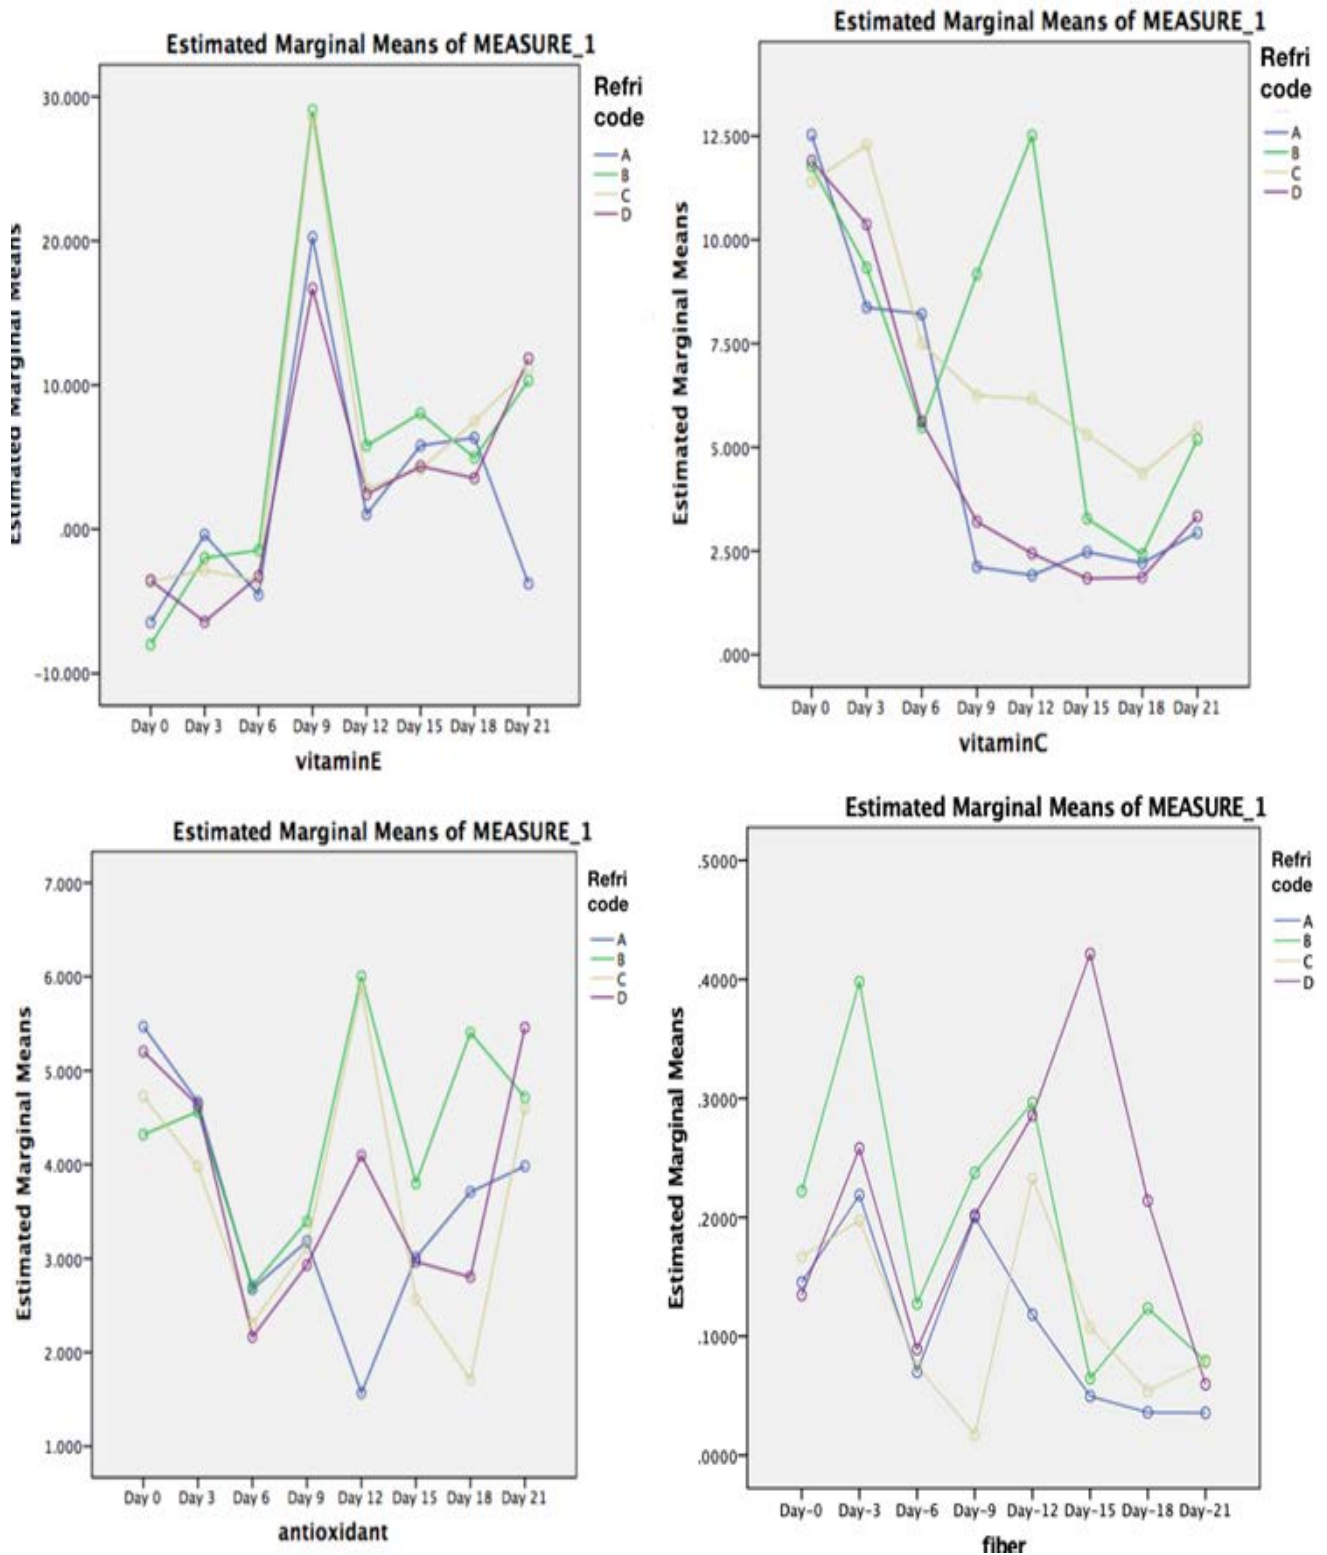 Estimated Marginal Means of MEASURE_1
Refri
code
A
B
C
D
Estimated Marginal Means
30.000
20.000
10.000
.000
-10.000
Day 0 Day 3 Day 6 Day 9 Day 12 Day 15 Day 18 Day 21
vitaminE
Estimated Marginal Means of MEASURE_1
Refri
code
A
B
C
D
Estimated Marginal Means
12.500
10.000
7.500
5.000
2.500
.000
Day 0 Day 3 Day 6 Day 9 Day 12 Day 15 Day 18 Day 21
vitaminC
Estimated Marginal Means of MEASURE_1
Refri
code
A
B
C
D
Estimated Marginal Means
7.000
6.000
5.000
4.000
3.000
2.000
1.000
Day 0 Day 3 Day 6 Day 9 Day 12 Day 15 Day 18 Day 21
antioxidant
Estimated Marginal Means of MEASURE_1
Refri
code
A
B
C
D
Estimated Marginal Means
.5000
.4000
.3000
.2000
.1000
.0000
Day-0 Day-3 Day-6 Day-9 Day-12 Day-15 Day-18 Day-21
fiber